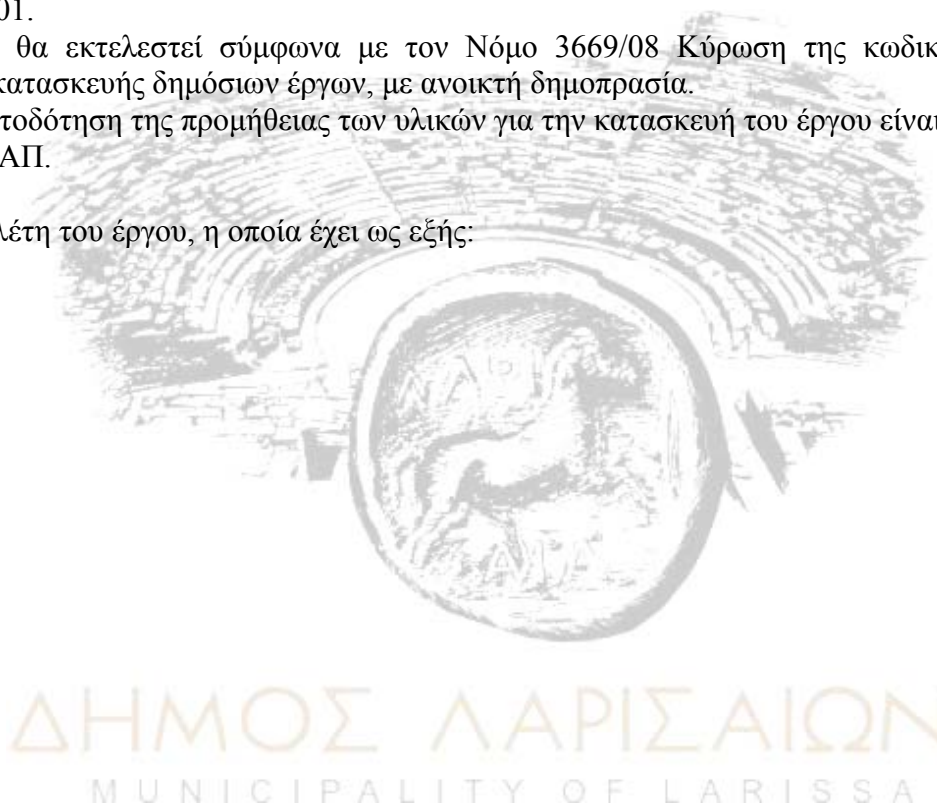 01.
θα εκτελεστεί σύμφωνα με τον Νόμο 3669/08 Κύρωση της κωδικ
κατασκευής δημόσιων έργων, με ανοικτή δημοπρασία.
τοδότηση της προμήθειας των υλικών για την κατασκευή του έργου είναι
ΑΠ.
λέτη του έργου, η οποία έχει ως εξής:
ΔΗΜΟΣ ΛΑΡΙΣΑΙΩΝ
MUNICIPALITY OF LARISSA